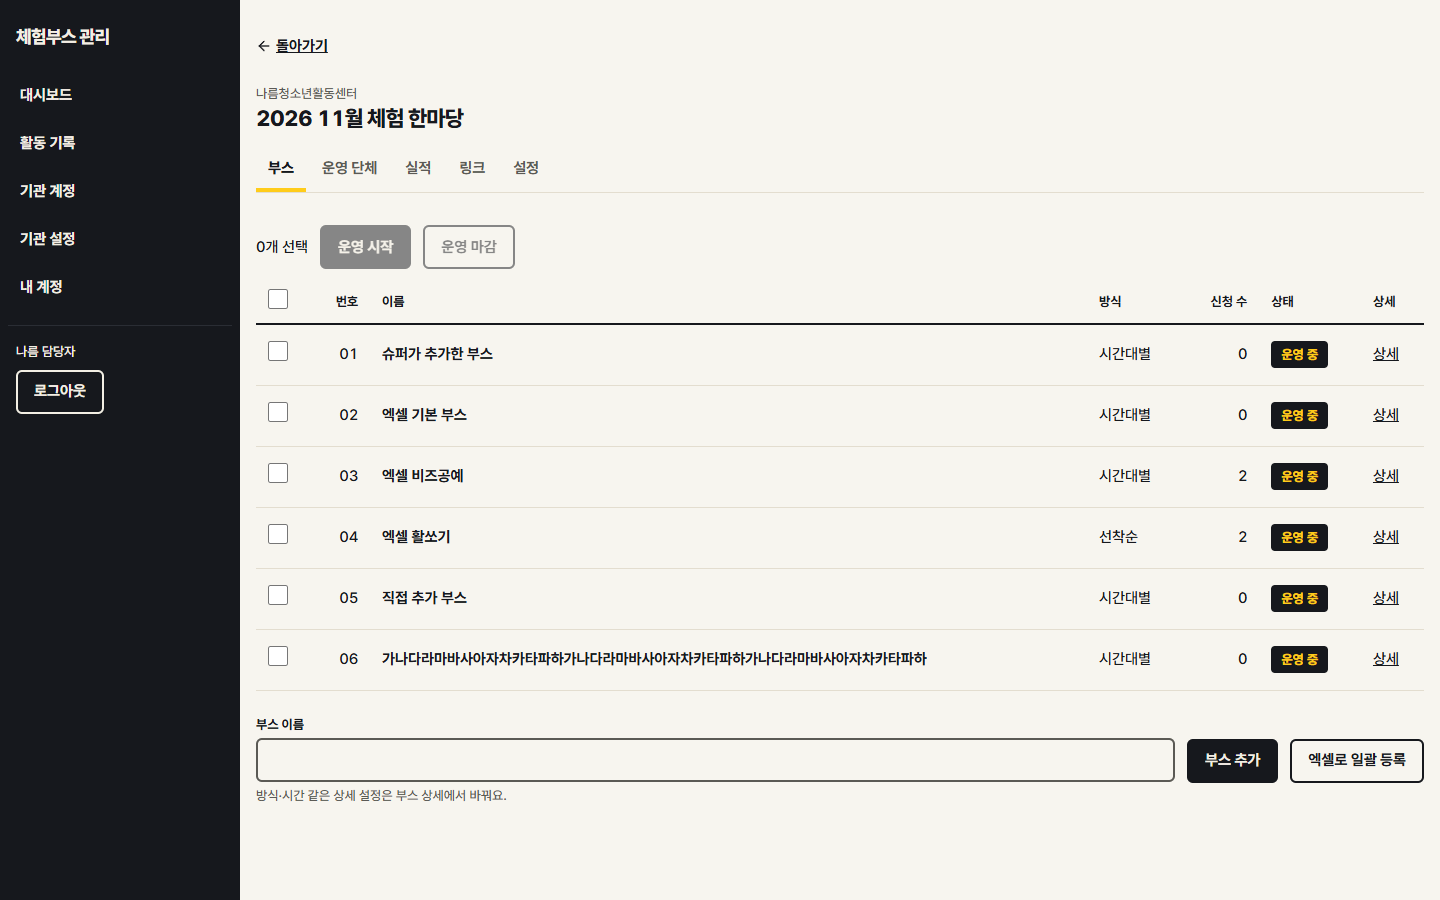 체험부스 관리
대시보드
활동 기록
기관 계정
기관 설정
내 계정
나름 담당자
로그아웃
← 돌아가기
나름청소년활동센터
2026 11월 체험 한마당
부스 운영 단체 실적 링크 설정
0개 선택 운영 시작 운영 마감
번호 이름 방식 신청 수 상태 상세
01 슈퍼가 추가한 부스 시간대별 0 운영 중 상세
02 엑셀 기본 부스 시간대별 0 운영 중 상세
03 엑셀 비즈공예 시간대별 2 운영 중 상세
04 엑셀 활쏘기 선착순 2 운영 중 상세
05 직접 추가 부스 시간대별 0 운영 중 상세
06 가나다라마바사아자차카타파하가나다라마바사아자차카타파하가나다라마바사아자차카타파하 시간대별 0 운영 중 상세
부스 이름
부스 추가 엑셀로 일괄 등록
방식·시간 같은 상세 설정은 부스 상세에서 바꿔요.